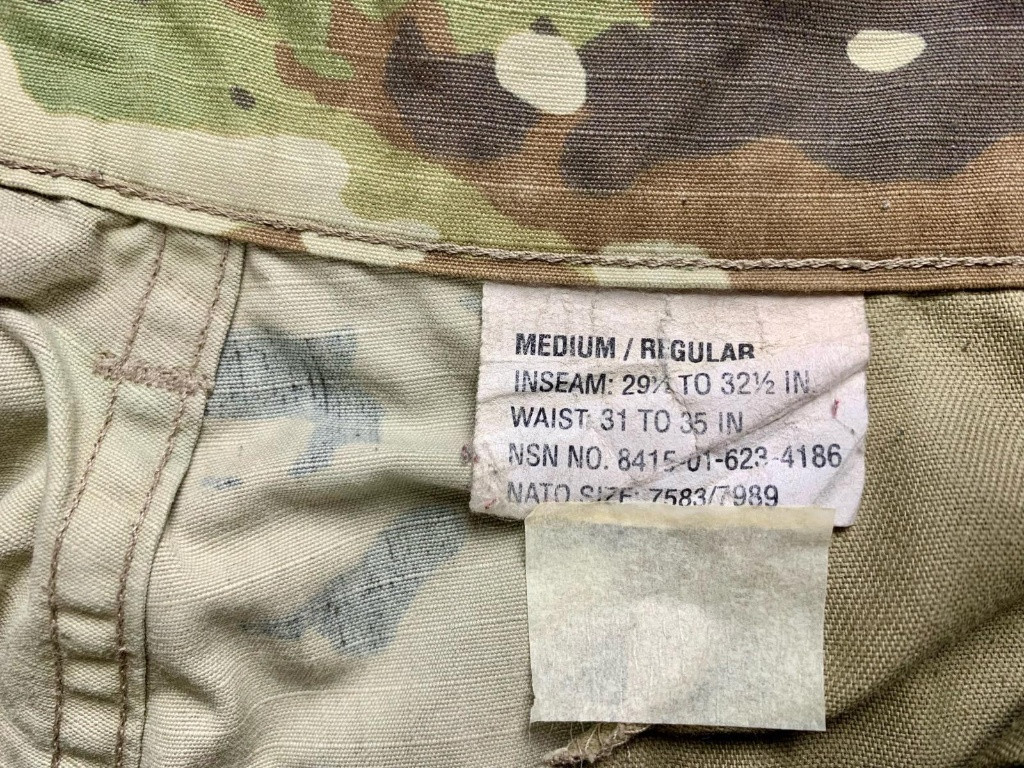 MEDIUM / REGULAR
INSEAM: 29½ TO 32½ IN.
WAIST: 31 TO 35 IN
NSN NO. 8415-01-623-4186
NATO SIZE: 7583/7989